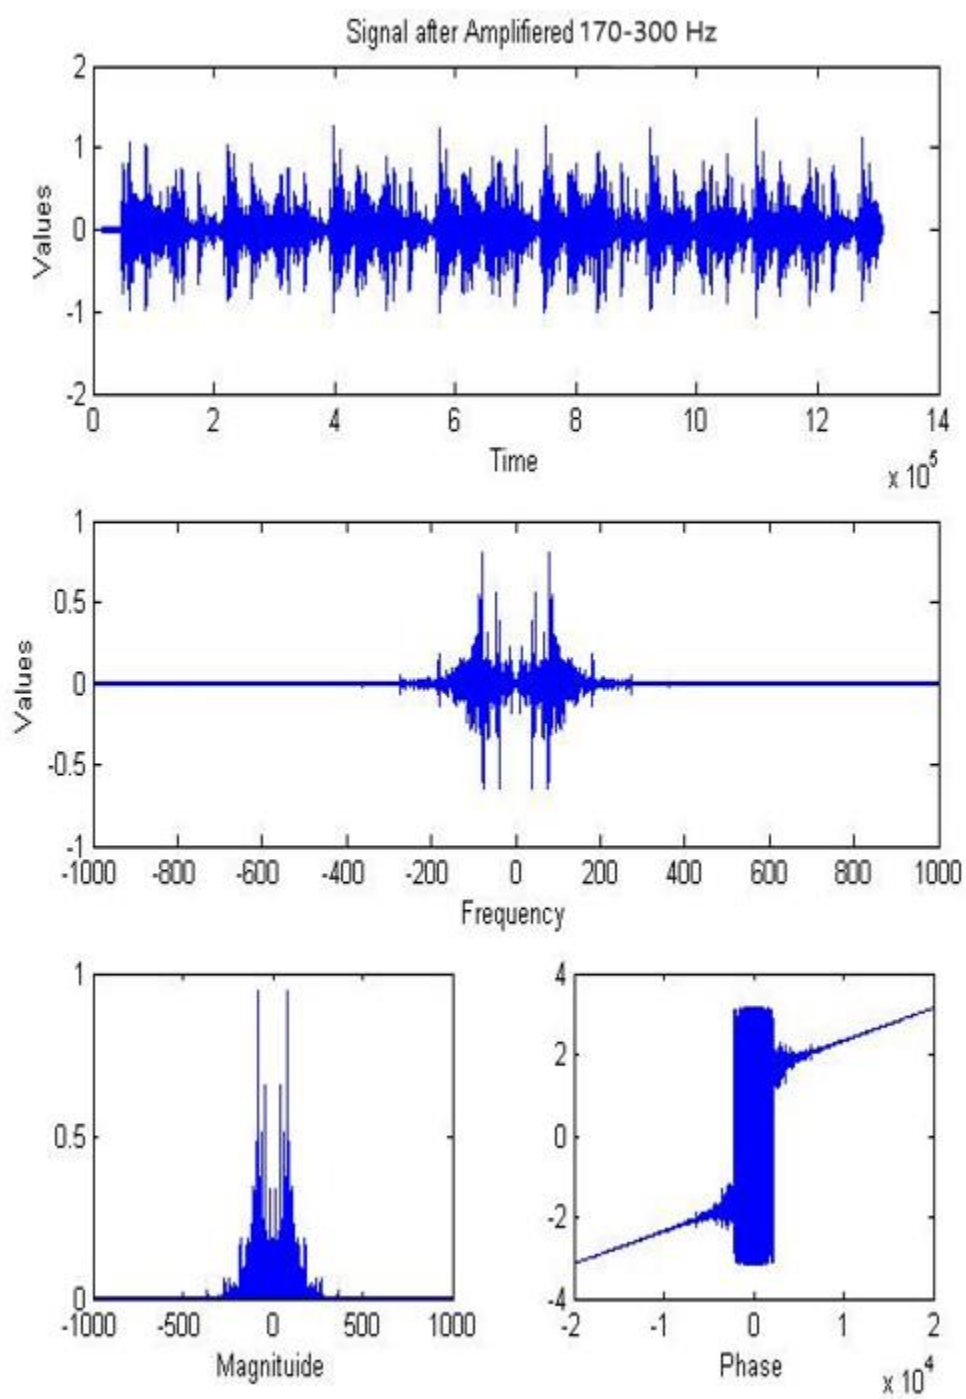 Signal after Amplifiered 170-300 Hz
2
1
0
-1
-2
Values
0 2 4 6 8 10 12 14
Time
x 10^5
1
0.5
0
-0.5
-1
Values
-1000 -800 -600 -400 -200 0 200 400 600 800 1000
Frequency
1
0.5
0
-1000 -500 0 500 1000
Magnituide
4
2
0
-2
-4
-2 -1 0 1 2
Phase
x 10^4